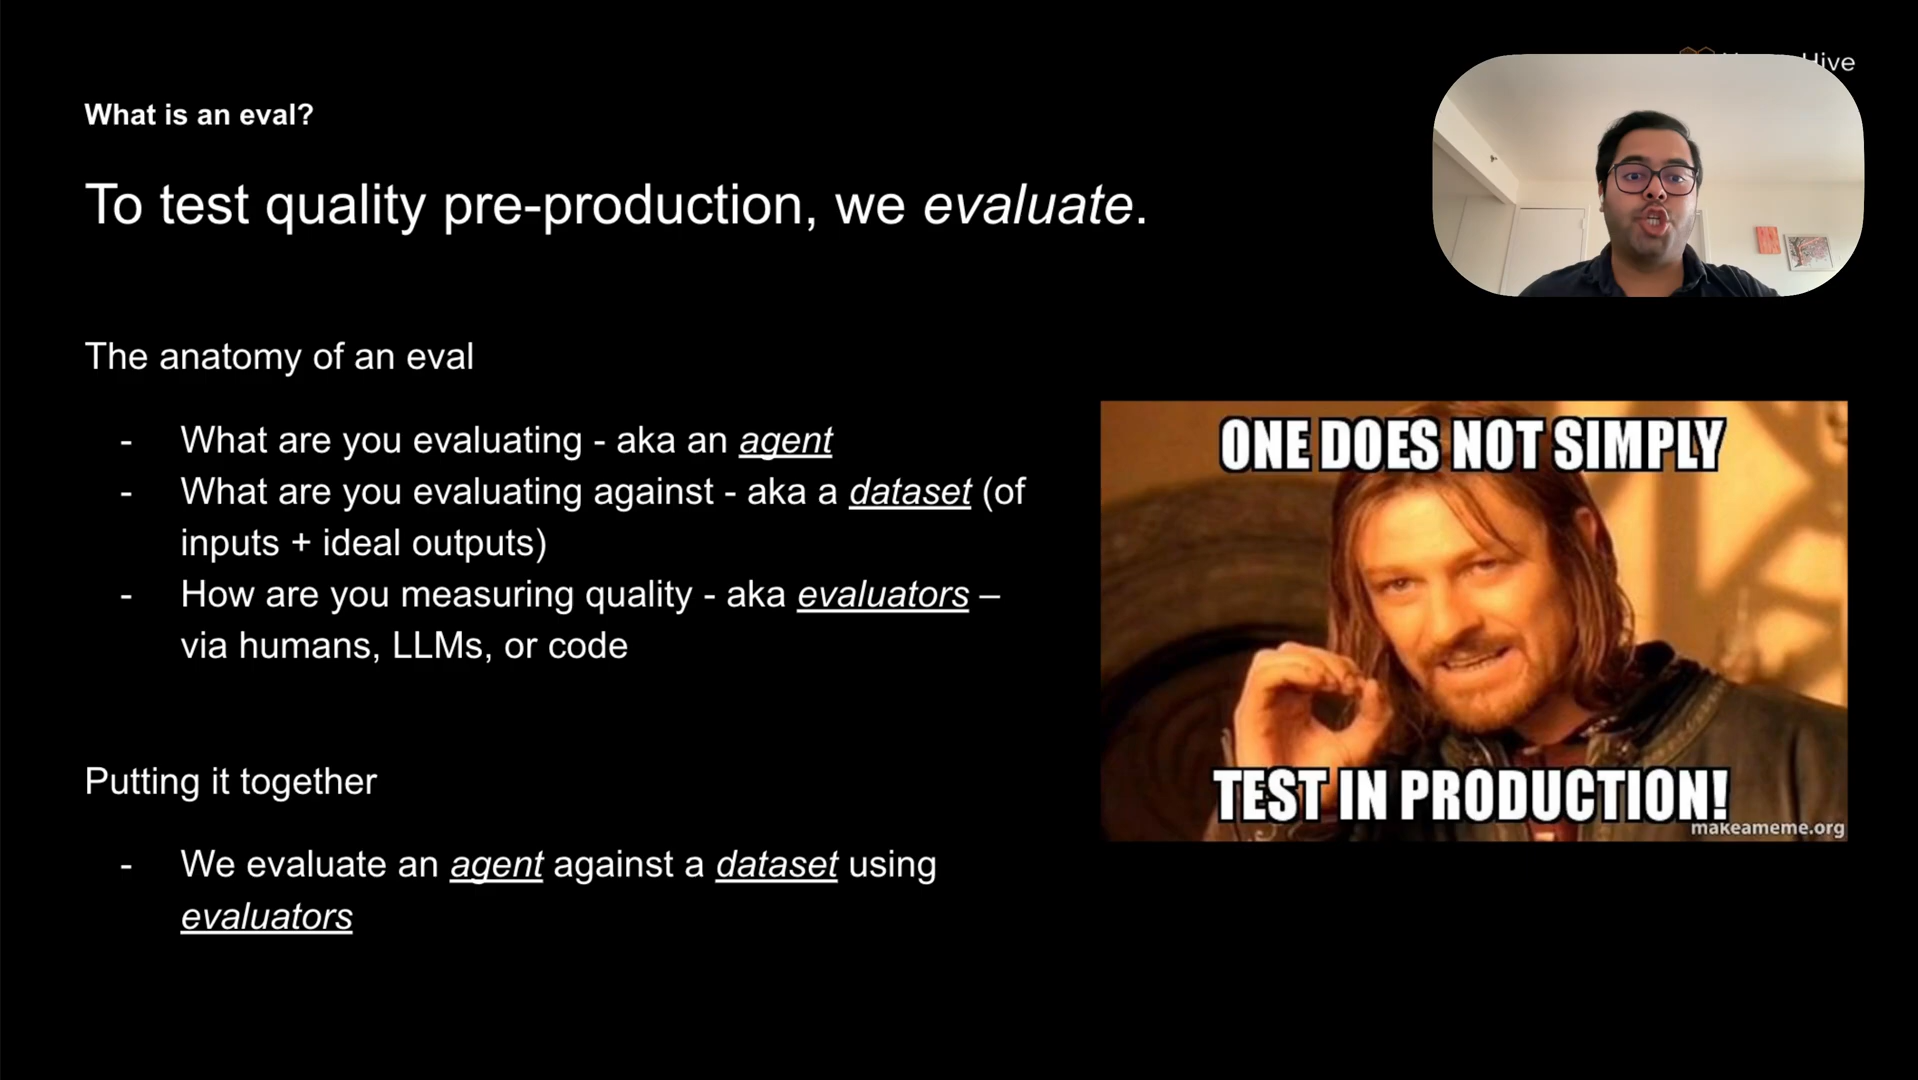 Hive
What is an eval?
To test quality pre-production, we evaluate.
The anatomy of an eval
- What are you evaluating - aka an agent
- What are you evaluating against - aka a dataset (of
inputs + ideal outputs)
- How are you measuring quality - aka evaluators –
via humans, LLMs, or code
Putting it together
- We evaluate an agent against a dataset using
evaluators
ONE DOES NOT SIMPLY
TEST IN PRODUCTION!
makeameme.org